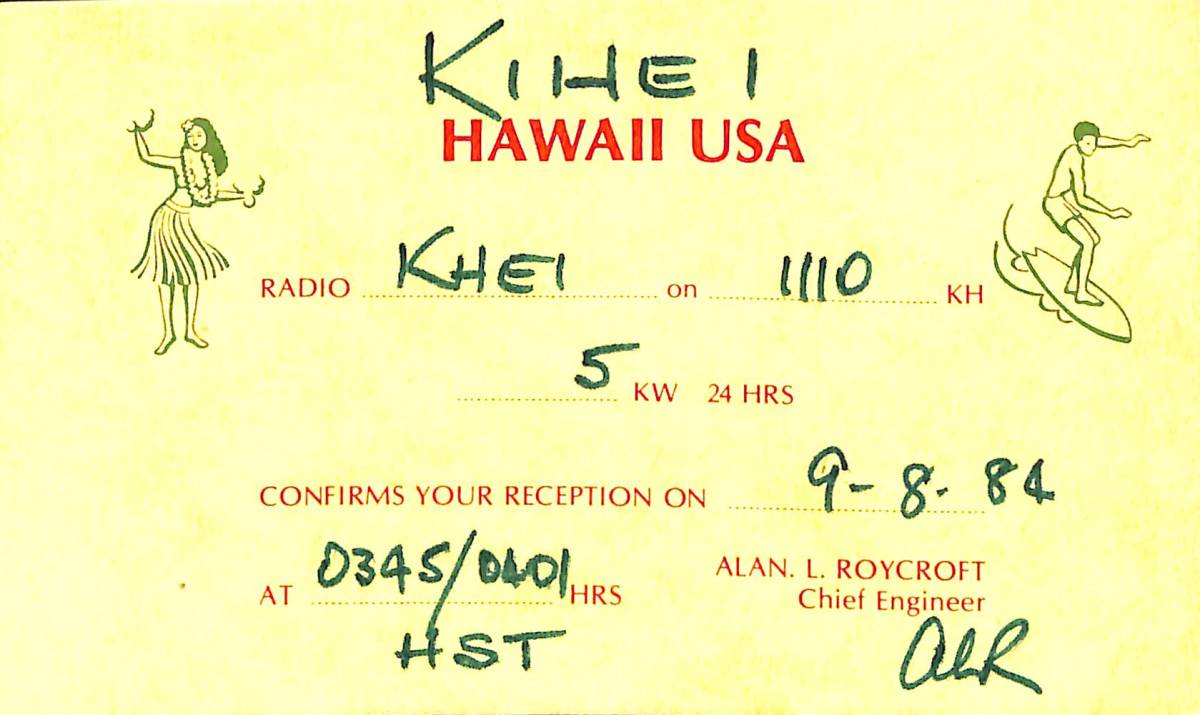 KIHEI
HAWAII USA
RADIO KHEI on 1110 KH
5 KW 24 HRS
CONFIRMS YOUR RECEPTION ON 9-8-84
AT 0345/0401 HRS
HST
ALAN. L. ROYCROFT
Chief Engineer
ALR